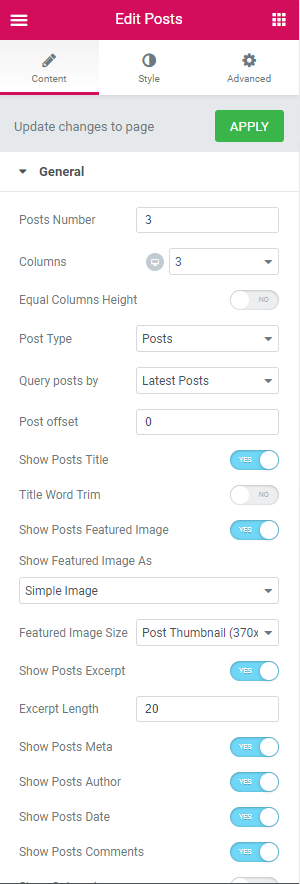 Edit Posts
Content Style Advanced
Update changes to page APPLY
General
Posts Number 3
Columns 3
Equal Columns Height NO
Post Type Posts
Query posts by Latest Posts
Post offset 0
Show Posts Title YES
Title Word Trim NO
Show Posts Featured Image YES
Show Featured Image As
Simple Image
Featured Image Size Post Thumbnail (370x
Show Posts Excerpt YES
Excerpt Length 20
Show Posts Meta YES
Show Posts Author YES
Show Posts Date YES
Show Posts Comments YES